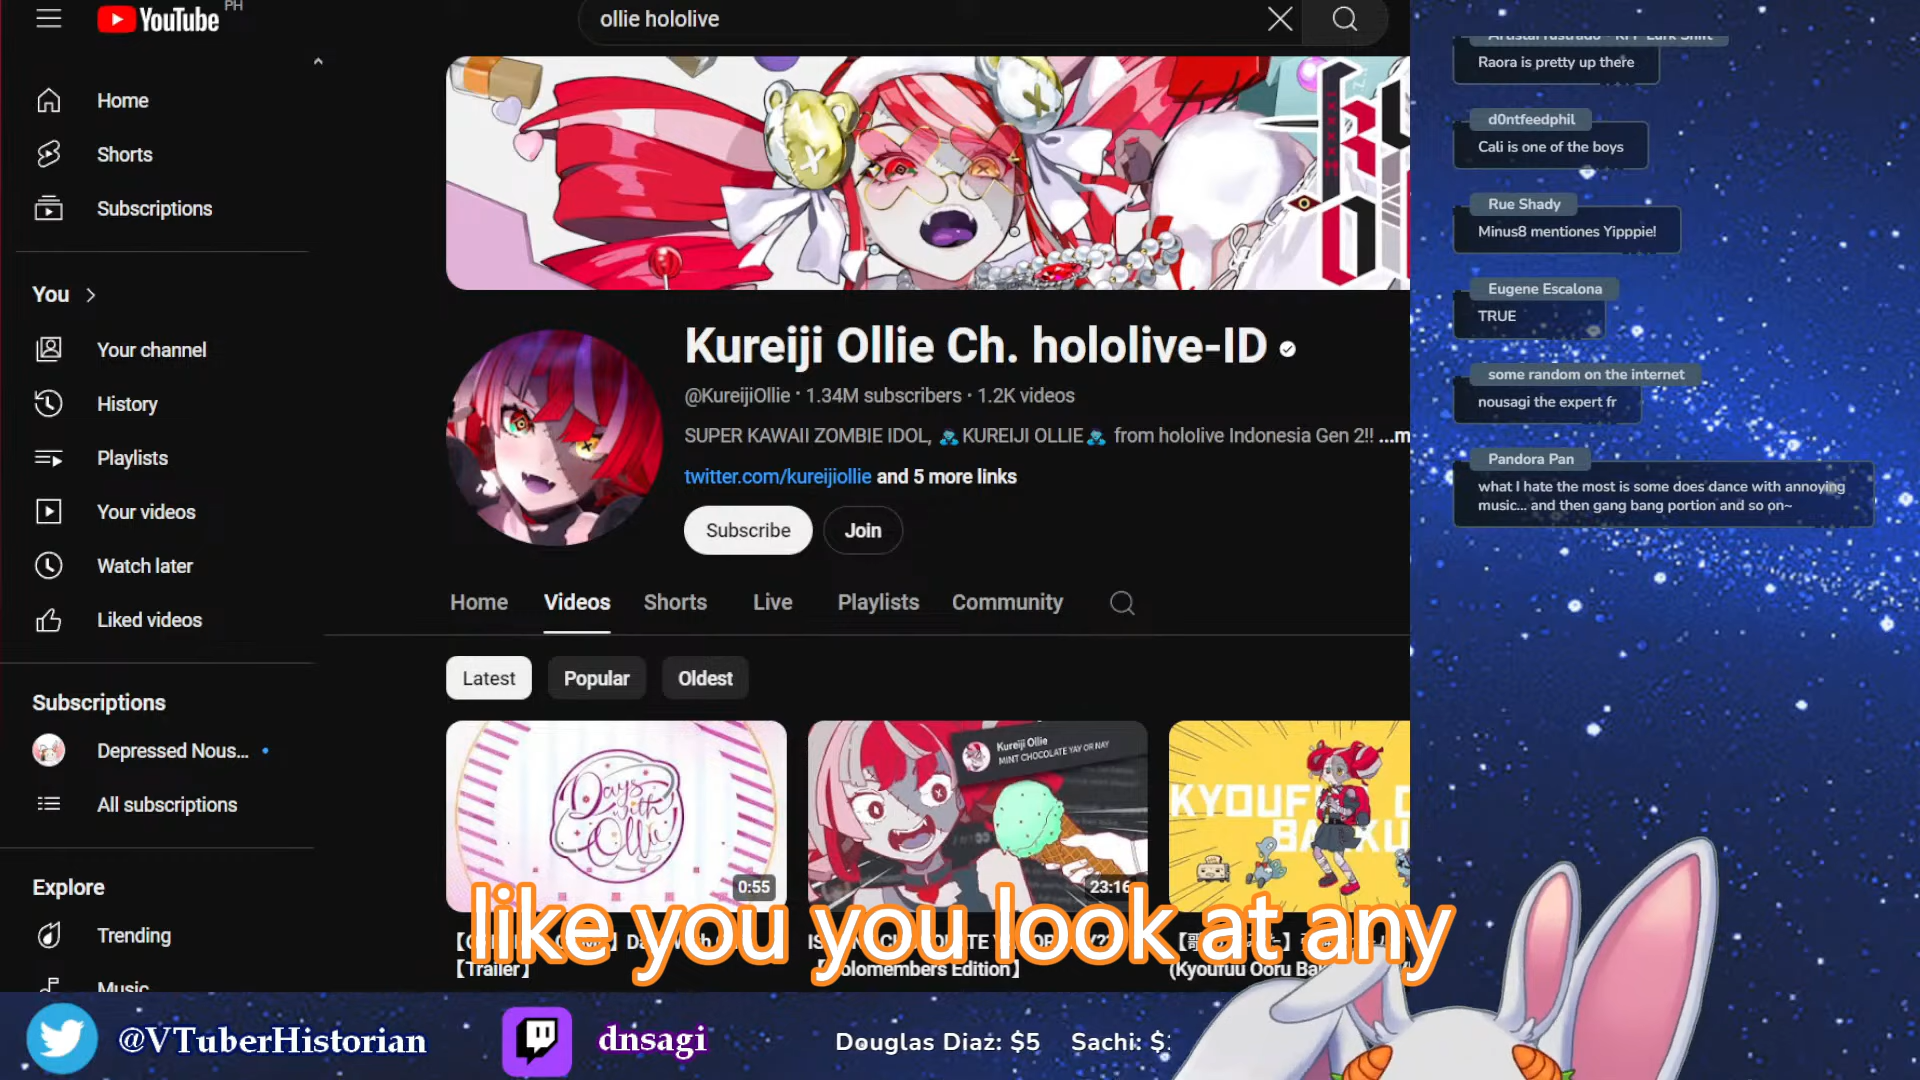 YouTube PH
ollie hololive
Home
Shorts
Subscriptions
You
Your channel
History
Playlists
Your videos
Watch later
Liked videos
Subscriptions
Depressed Nous...
All subscriptions
Explore
Trending
Music
Kureiji Ollie Ch. hololive-ID
@KureijiOllie · 1.34M subscribers · 1.2K videos
SUPER KAWAII ZOMBIE IDOL, 🧟KUREIJI OLLIE🧟 from hololive Indonesia Gen 2!! ...m
twitter.com/kureijiollie and 5 more links
Subscribe
Join
Home Videos Shorts Live Playlists Community
Latest Popular Oldest
Days with Ollie
0:55
【Trailer】
Kureiji Ollie
MINT CHOCOLATE YAY OR NAY
23:16
olomembers Edition】
KYOUF
BA KU
(Kyoufuu Ooru Ba
like you you look at any
Raora is pretty up there
d0ntfeedphil
Cali is one of the boys
Rue Shady
Minus8 mentiones Yipppie!
Eugene Escalona
TRUE
some random on the internet
nousagi the expert fr
Pandora Pan
what I hate the most is some does dance with annoying
music... and then gang bang portion and so on~
@VTuberHistorian
dnsagi
Douglas Diaz: $5 Sachi: $